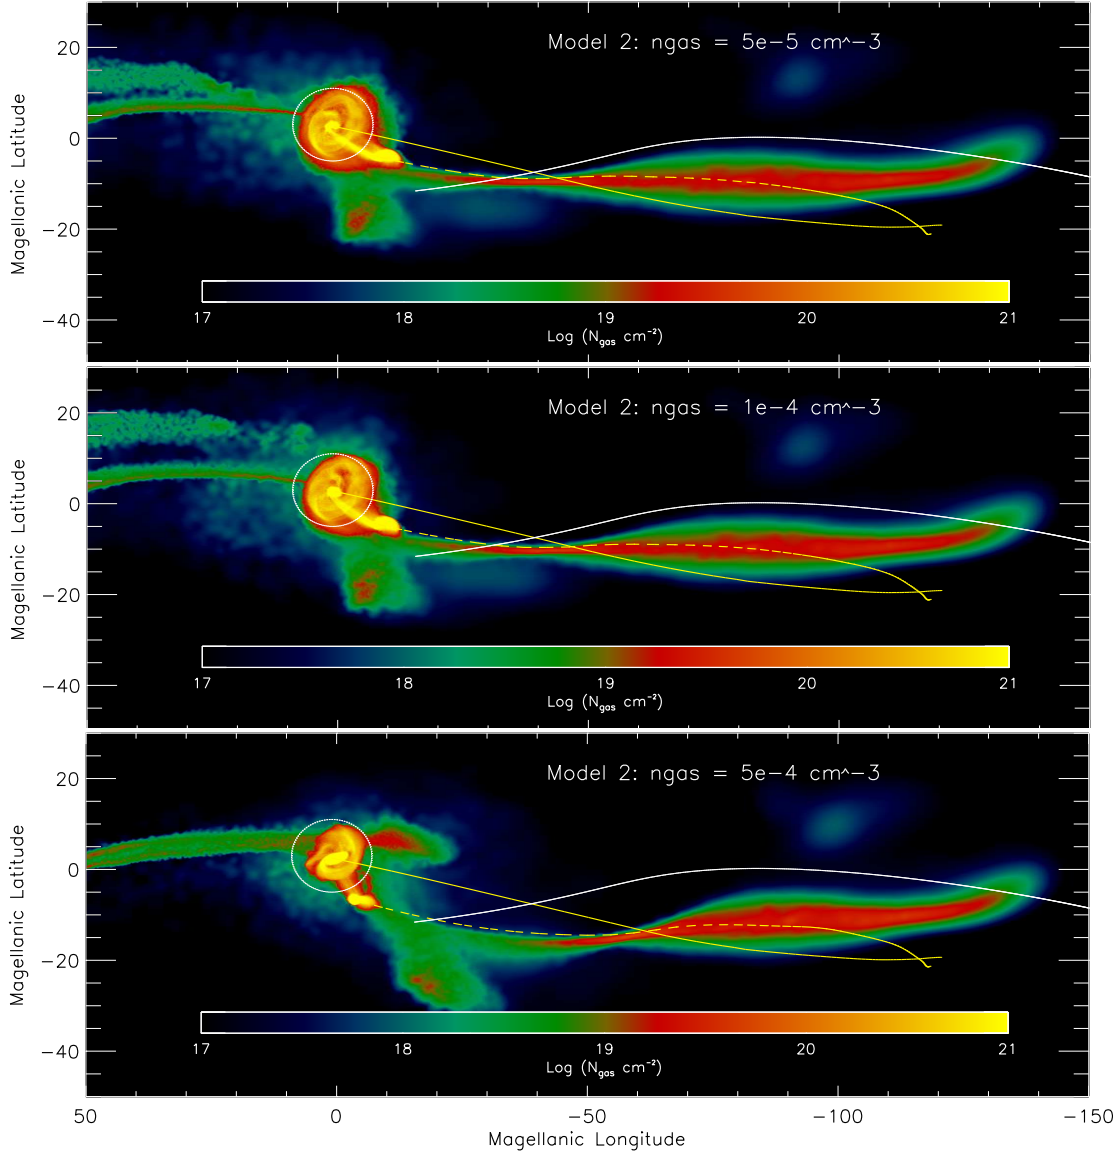 Model 2: ngas = 5e−5 cm^−3
20
0
−20
−40
Magellanic Latitude
17 18 19 20 21
Log (Ngas cm−2)
Model 2: ngas = 1e−4 cm^−3
20
0
−20
−40
Magellanic Latitude
17 18 19 20 21
Log (Ngas cm−2)
Model 2: ngas = 5e−4 cm^−3
20
0
−20
−40
Magellanic Latitude
17 18 19 20 21
Log (Ngas cm−2)
50 0 −50 −100 −150
Magellanic Longitude